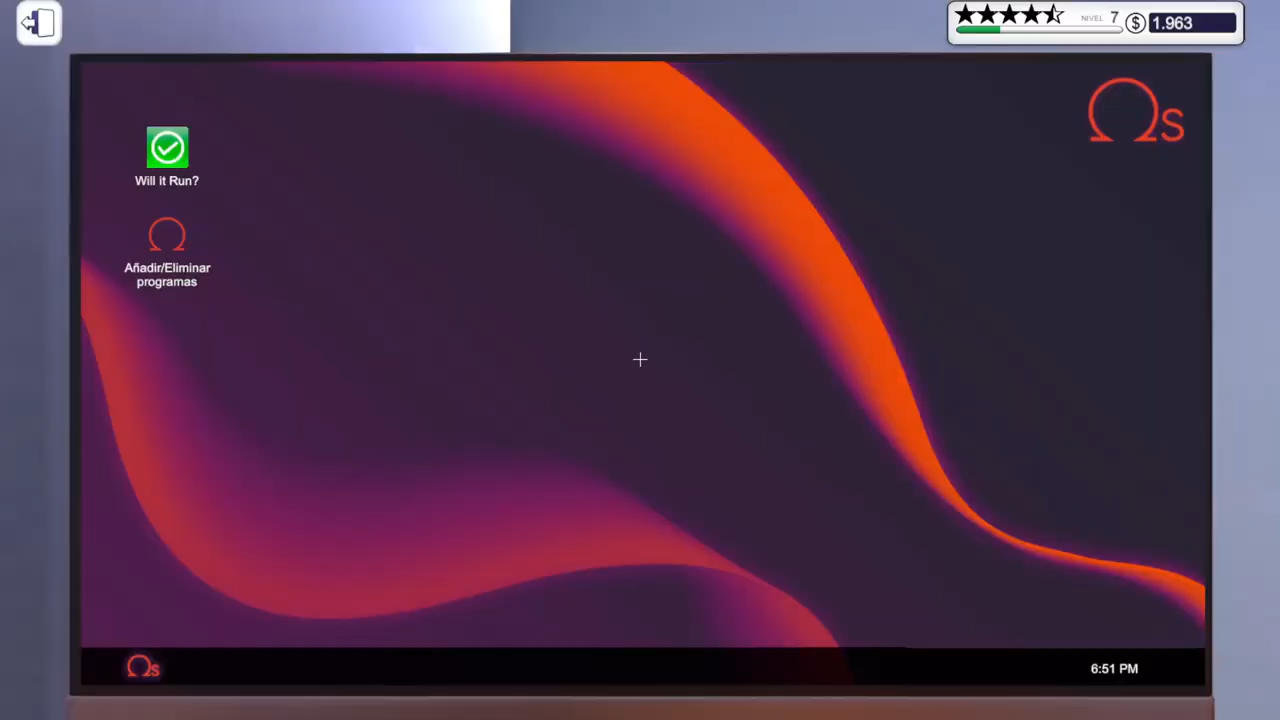 NIVEL 7
$ 1.963
Ωs
Will it Run?
Añadir/Eliminar
programas
Ωs
6:51 PM